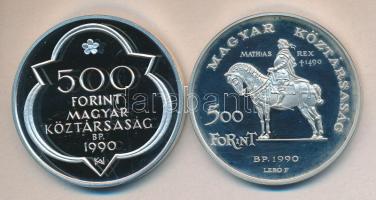 500
FORINT
MAGYAR
KÖZTÁRSASÁG
BP.
1990
MAGYAR KÖZTÁRSASÁG
MATHIAS REX
†1490
500
FORINT
BP. 1990
LEBÓ F